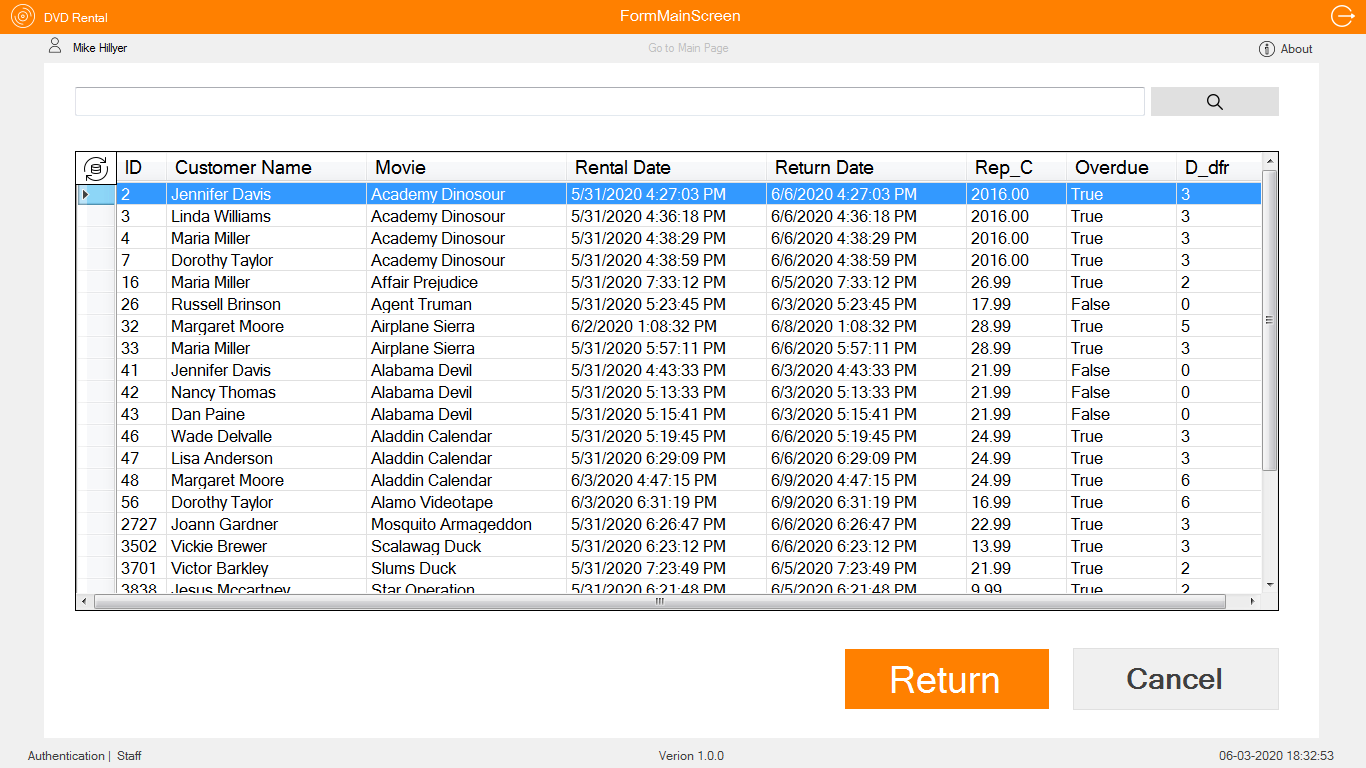 DVD Rental FormMainScreen
Mike Hillyer Go to Main Page About
ID Customer Name Movie Rental Date Return Date Rep_C Overdue D_dfr
2 Jennifer Davis Academy Dinosour 5/31/2020 4:27:03 PM 6/6/2020 4:27:03 PM 2016.00 True 3
3 Linda Williams Academy Dinosour 5/31/2020 4:36:18 PM 6/6/2020 4:36:18 PM 2016.00 True 3
4 Maria Miller Academy Dinosour 5/31/2020 4:38:29 PM 6/6/2020 4:38:29 PM 2016.00 True 3
7 Dorothy Taylor Academy Dinosour 5/31/2020 4:38:59 PM 6/6/2020 4:38:59 PM 2016.00 True 3
16 Maria Miller Affair Prejudice 5/31/2020 7:33:12 PM 6/5/2020 7:33:12 PM 26.99 True 2
26 Russell Brinson Agent Truman 5/31/2020 5:23:45 PM 6/3/2020 5:23:45 PM 17.99 False 0
32 Margaret Moore Airplane Sierra 6/2/2020 1:08:32 PM 6/8/2020 1:08:32 PM 28.99 True 5
33 Maria Miller Airplane Sierra 5/31/2020 5:57:11 PM 6/6/2020 5:57:11 PM 28.99 True 3
41 Jennifer Davis Alabama Devil 5/31/2020 4:43:33 PM 6/3/2020 4:43:33 PM 21.99 False 0
42 Nancy Thomas Alabama Devil 5/31/2020 5:13:33 PM 6/3/2020 5:13:33 PM 21.99 False 0
43 Dan Paine Alabama Devil 5/31/2020 5:15:41 PM 6/3/2020 5:15:41 PM 21.99 False 0
46 Wade Delvalle Aladdin Calendar 5/31/2020 5:19:45 PM 6/6/2020 5:19:45 PM 24.99 True 3
47 Lisa Anderson Aladdin Calendar 5/31/2020 6:29:09 PM 6/6/2020 6:29:09 PM 24.99 True 3
48 Margaret Moore Aladdin Calendar 6/3/2020 4:47:15 PM 6/9/2020 4:47:15 PM 24.99 True 6
56 Dorothy Taylor Alamo Videotape 6/3/2020 6:31:19 PM 6/9/2020 6:31:19 PM 16.99 True 6
2727 Joann Gardner Mosquito Armageddon 5/31/2020 6:26:47 PM 6/6/2020 6:26:47 PM 22.99 True 3
3502 Vickie Brewer Scalawag Duck 5/31/2020 6:23:12 PM 6/6/2020 6:23:12 PM 13.99 True 3
3701 Victor Barkley Slums Duck 5/31/2020 7:23:49 PM 6/5/2020 7:23:49 PM 21.99 True 2
3838 Jesus Mccartney Star Operation 5/31/2020 6:21:48 PM 6/5/2020 6:21:48 PM 9.99 True 2
Return Cancel
Authentication | Staff Verion 1.0.0 06-03-2020 18:32:53